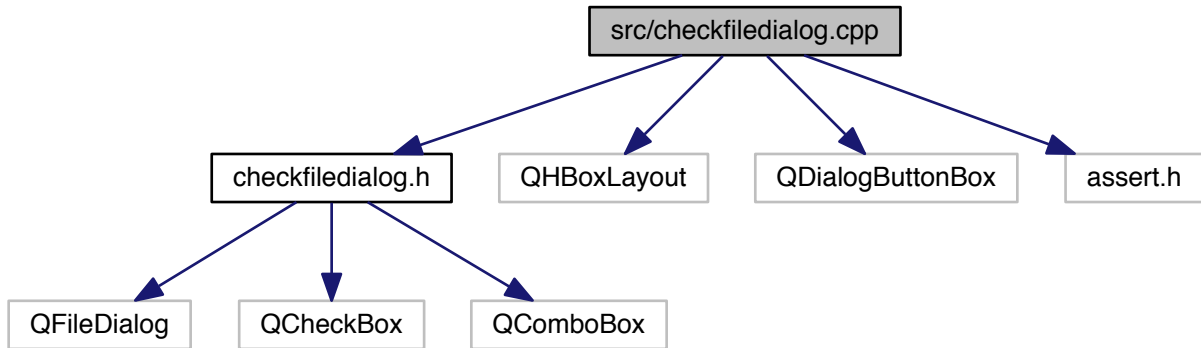 src/checkfiledialog.cpp
checkfiledialog.h
QHBoxLayout
QDialogButtonBox
assert.h
QFileDialog
QCheckBox
QComboBox